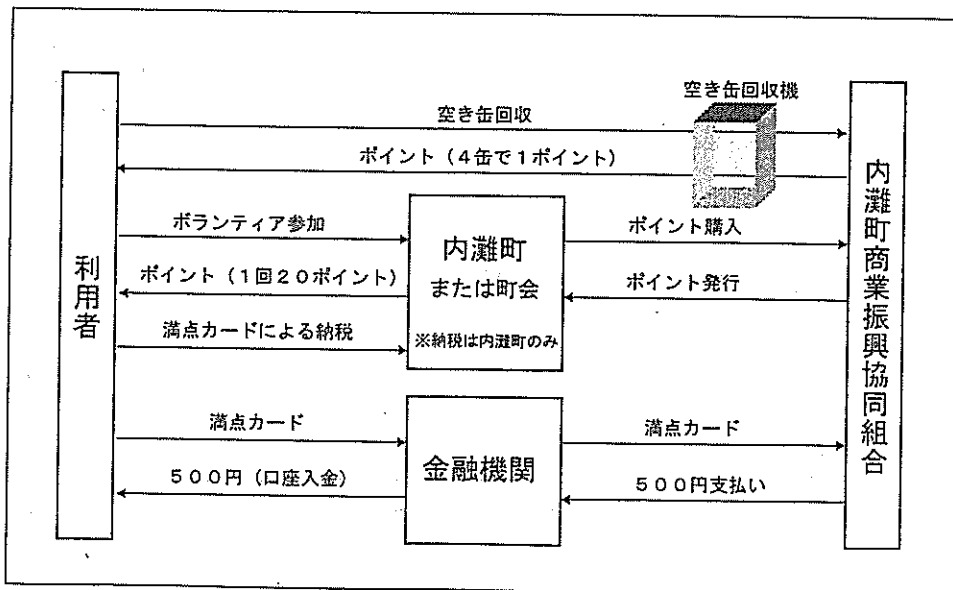 空き缶回収機
空き缶回収
ポイント（４缶で１ポイント）
ボランティア参加
ポイント購入
内灘町
または町会
※納税は内灘町のみ
ポイント（１回２０ポイント）
ポイント発行
満点カードによる納税
利用者
内灘町商業振興協同組合
満点カード
満点カード
金融機関
５００円（口座入金）
５００円支払い